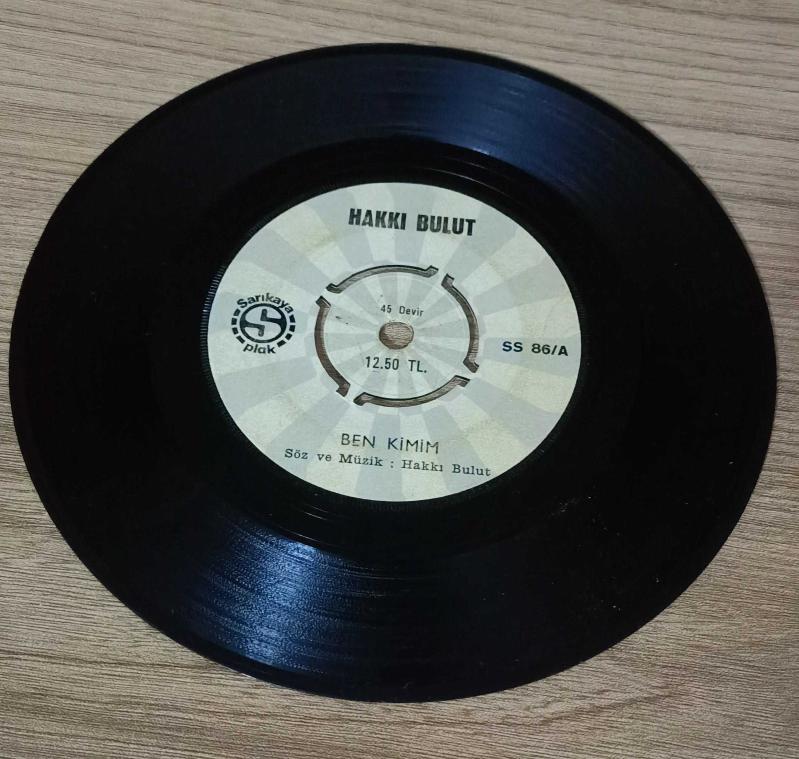 HAKKI BULUT
Sarıkaya
plak
45 Devir
12.50 TL.
SS 86/A
BEN KİMİM
Söz ve Müzik : Hakkı Bulut